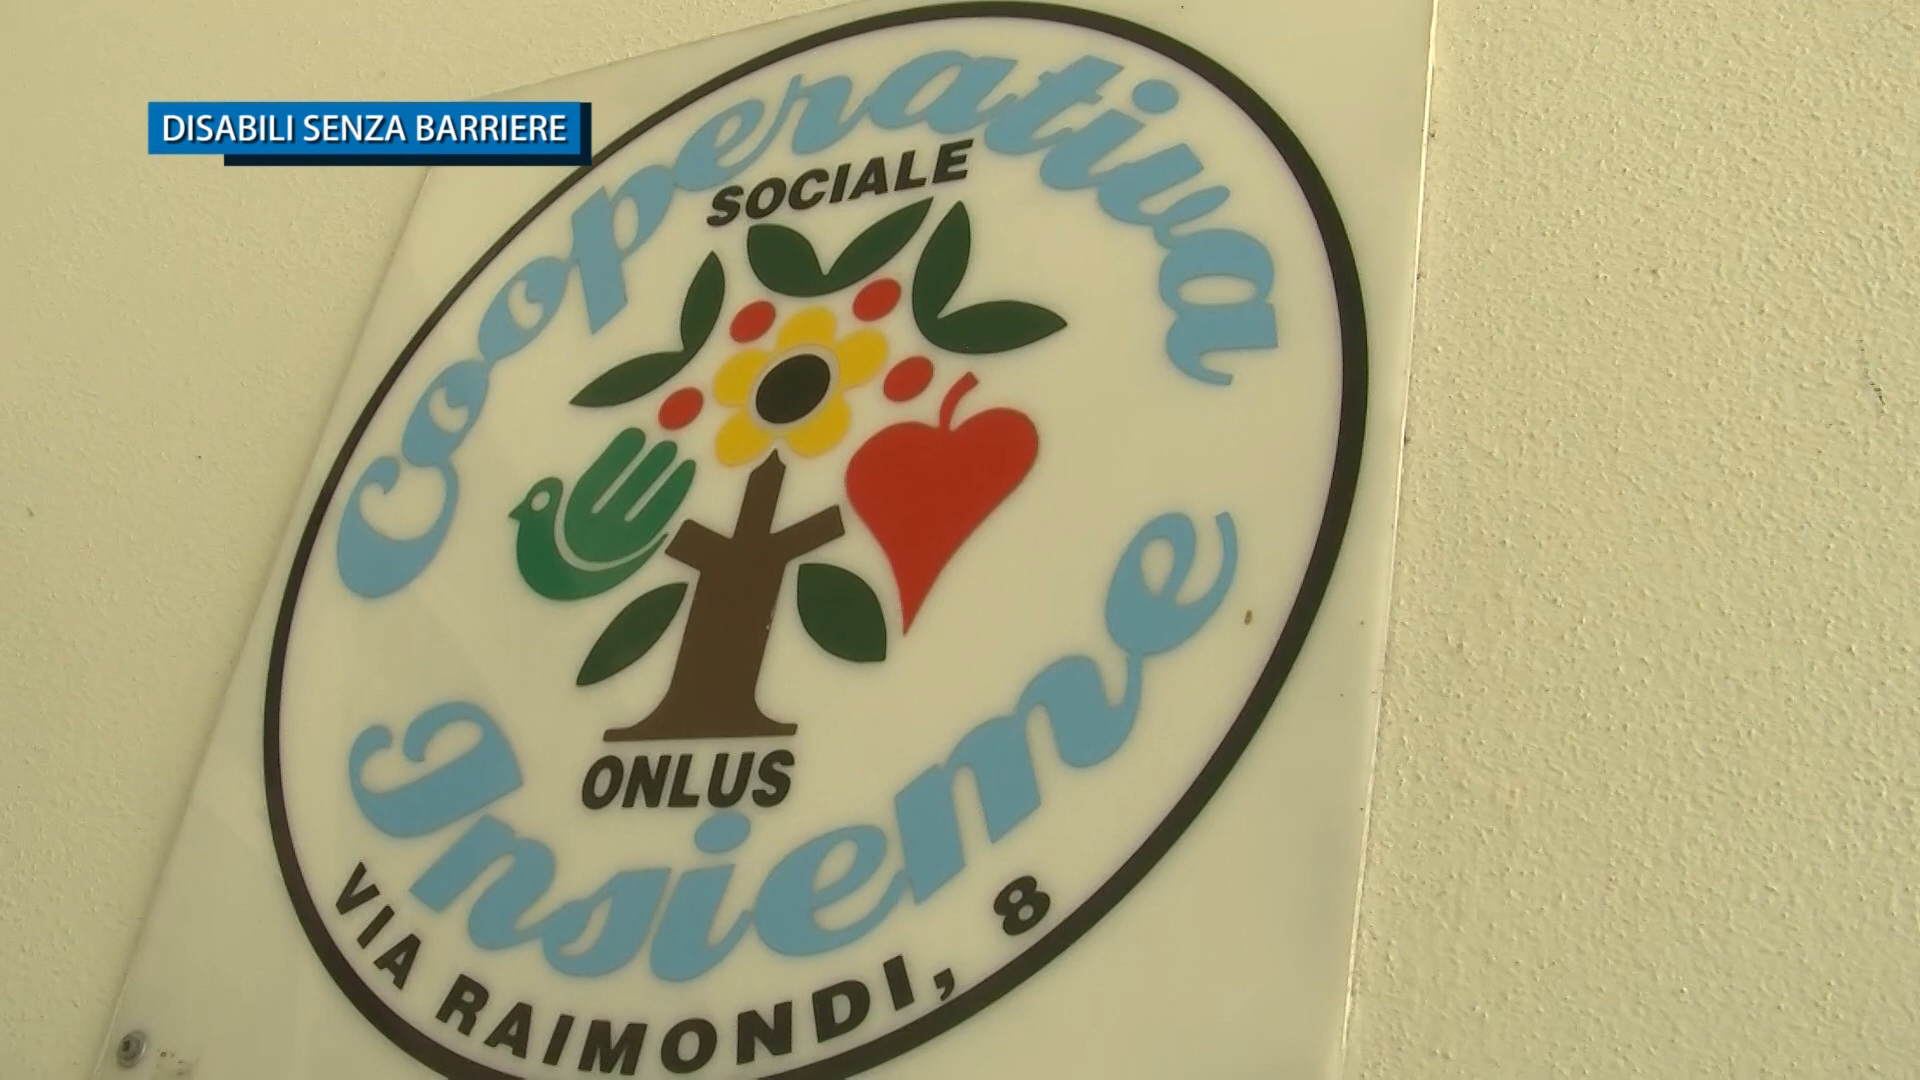 DISABILI SENZA BARRIERE
Cooperativa
SOCIALE
ONLUS
Insieme
VIA RAIMONDI, 8